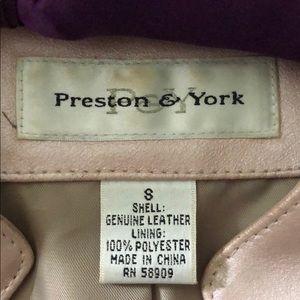 P&Y
Preston & York
S
SHELL:
GENUINE LEATHER
LINING:
100% POLYESTER
MADE IN CHINA
RN 58909